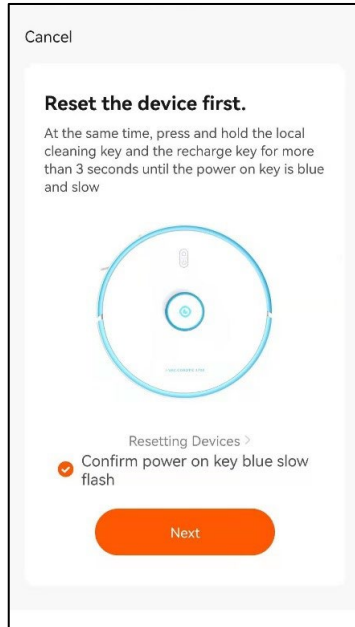 Cancel
Reset the device first.
At the same time, press and hold the local
cleaning key and the recharge key for more
than 3 seconds until the power on key is blue
and slow
Resetting Devices >
Confirm power on key blue slow
flash
Next